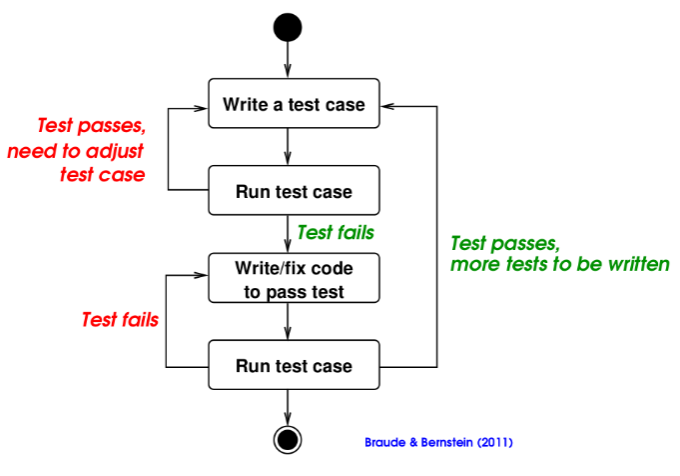 Write a test case
Test passes,
need to adjust
test case
Run test case
Test fails
Write/fix code
to pass test
Test passes,
more tests to be written
Test fails
Run test case
Braude & Bernstein (2011)